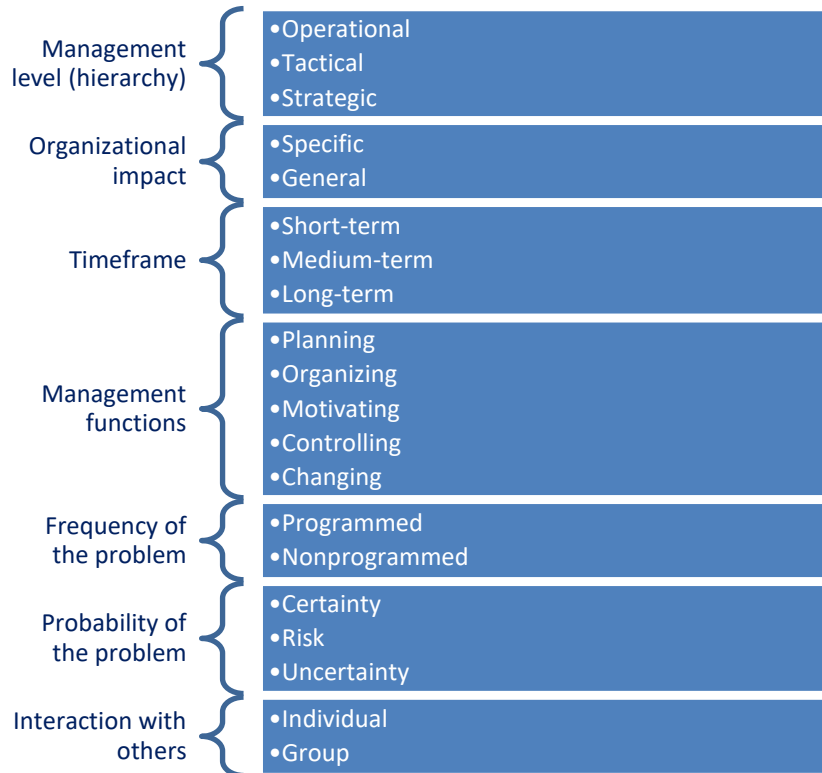 Management
level (hierarchy)
•Operational
•Tactical
•Strategic
Organizational
impact
•Specific
•General
Timeframe
•Short-term
•Medium-term
•Long-term
Management
functions
•Planning
•Organizing
•Motivating
•Controlling
•Changing
Frequency of
the problem
•Programmed
•Nonprogrammed
Probability of
the problem
•Certainty
•Risk
•Uncertainty
Interaction with
others
•Individual
•Group